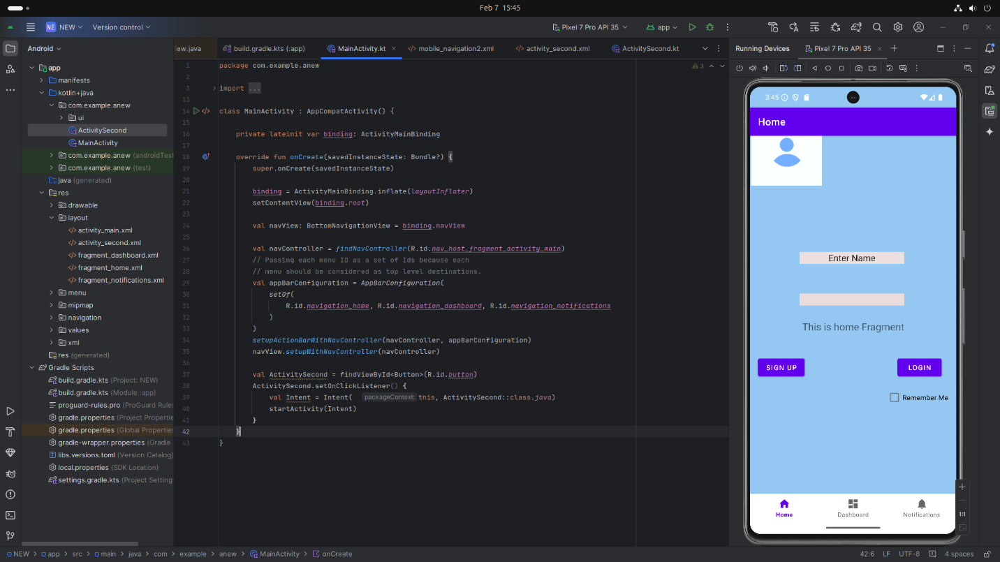 Feb 7 15:45
NE NEW Version control Pixel 7 Pro API 35 app
Android
iew.java build.gradle.kts (:app) MainActivity.kt mobile_navigation2.xml activity_second.xml ActivitySecond.kt
Running Devices Pixel 7 Pro API 35
app
manifests
kotlin+java
com.example.anew
ui
ActivitySecond
MainActivity
com.example.anew (androidTest
com.example.anew (test)
java (generated)
res
drawable
layout
activity_main.xml
activity_second.xml
fragment_dashboard.xml
fragment_home.xml
fragment_notifications.xml
menu
mipmap
navigation
values
xml
res (generated)
Gradle Scripts
build.gradle.kts (Project: NEW)
build.gradle.kts (Module :app)
proguard-rules.pro (ProGuard Rules
gradle.properties (Project Propertie
gradle.properties (Global Properties
gradle-wrapper.properties (Gradle
libs.versions.toml (Version Catalog)
local.properties (SDK Location)
settings.gradle.kts (Project Settings
3
1 package com.example.anew
2
3 import ...
13
14 class MainActivity : AppCompatActivity() {
15
16 private lateinit var binding: ActivityMainBinding
17
18 override fun onCreate(savedInstanceState: Bundle?) {
19 super.onCreate(savedInstanceState)
20
21 binding = ActivityMainBinding.inflate(layoutInflater)
22 setContentView(binding.root)
23
24 val navView: BottomNavigationView = binding.navView
25
26 val navController = findNavController(R.id.nav_host_fragment_activity_main)
27 // Passing each menu ID as a set of Ids because each
28 // menu should be considered as top level destinations.
29 val appBarConfiguration = AppBarConfiguration(
30 setOf(
31 R.id.navigation_home, R.id.navigation_dashboard, R.id.navigation_notifications
32 )
33 )
34 setupActionBarWithNavController(navController, appBarConfiguration)
35 navView.setupWithNavController(navController)
36
37 val ActivitySecond = findViewById<Button>(R.id.button)
38 ActivitySecond.setOnClickListener() {
39 val Intent = Intent( packageContext: this, ActivitySecond::class.java)
40 startActivity(Intent)
41 }
42 }
43 }
3:45
Home
Enter Name
This is home Fragment
SIGN UP LOGIN
Remember Me
Home Dashboard Notifications
1:1
NEW > app > src > main > java > com > example > anew > MainActivity > onCreate
42:6 LF UTF-8 4 spaces